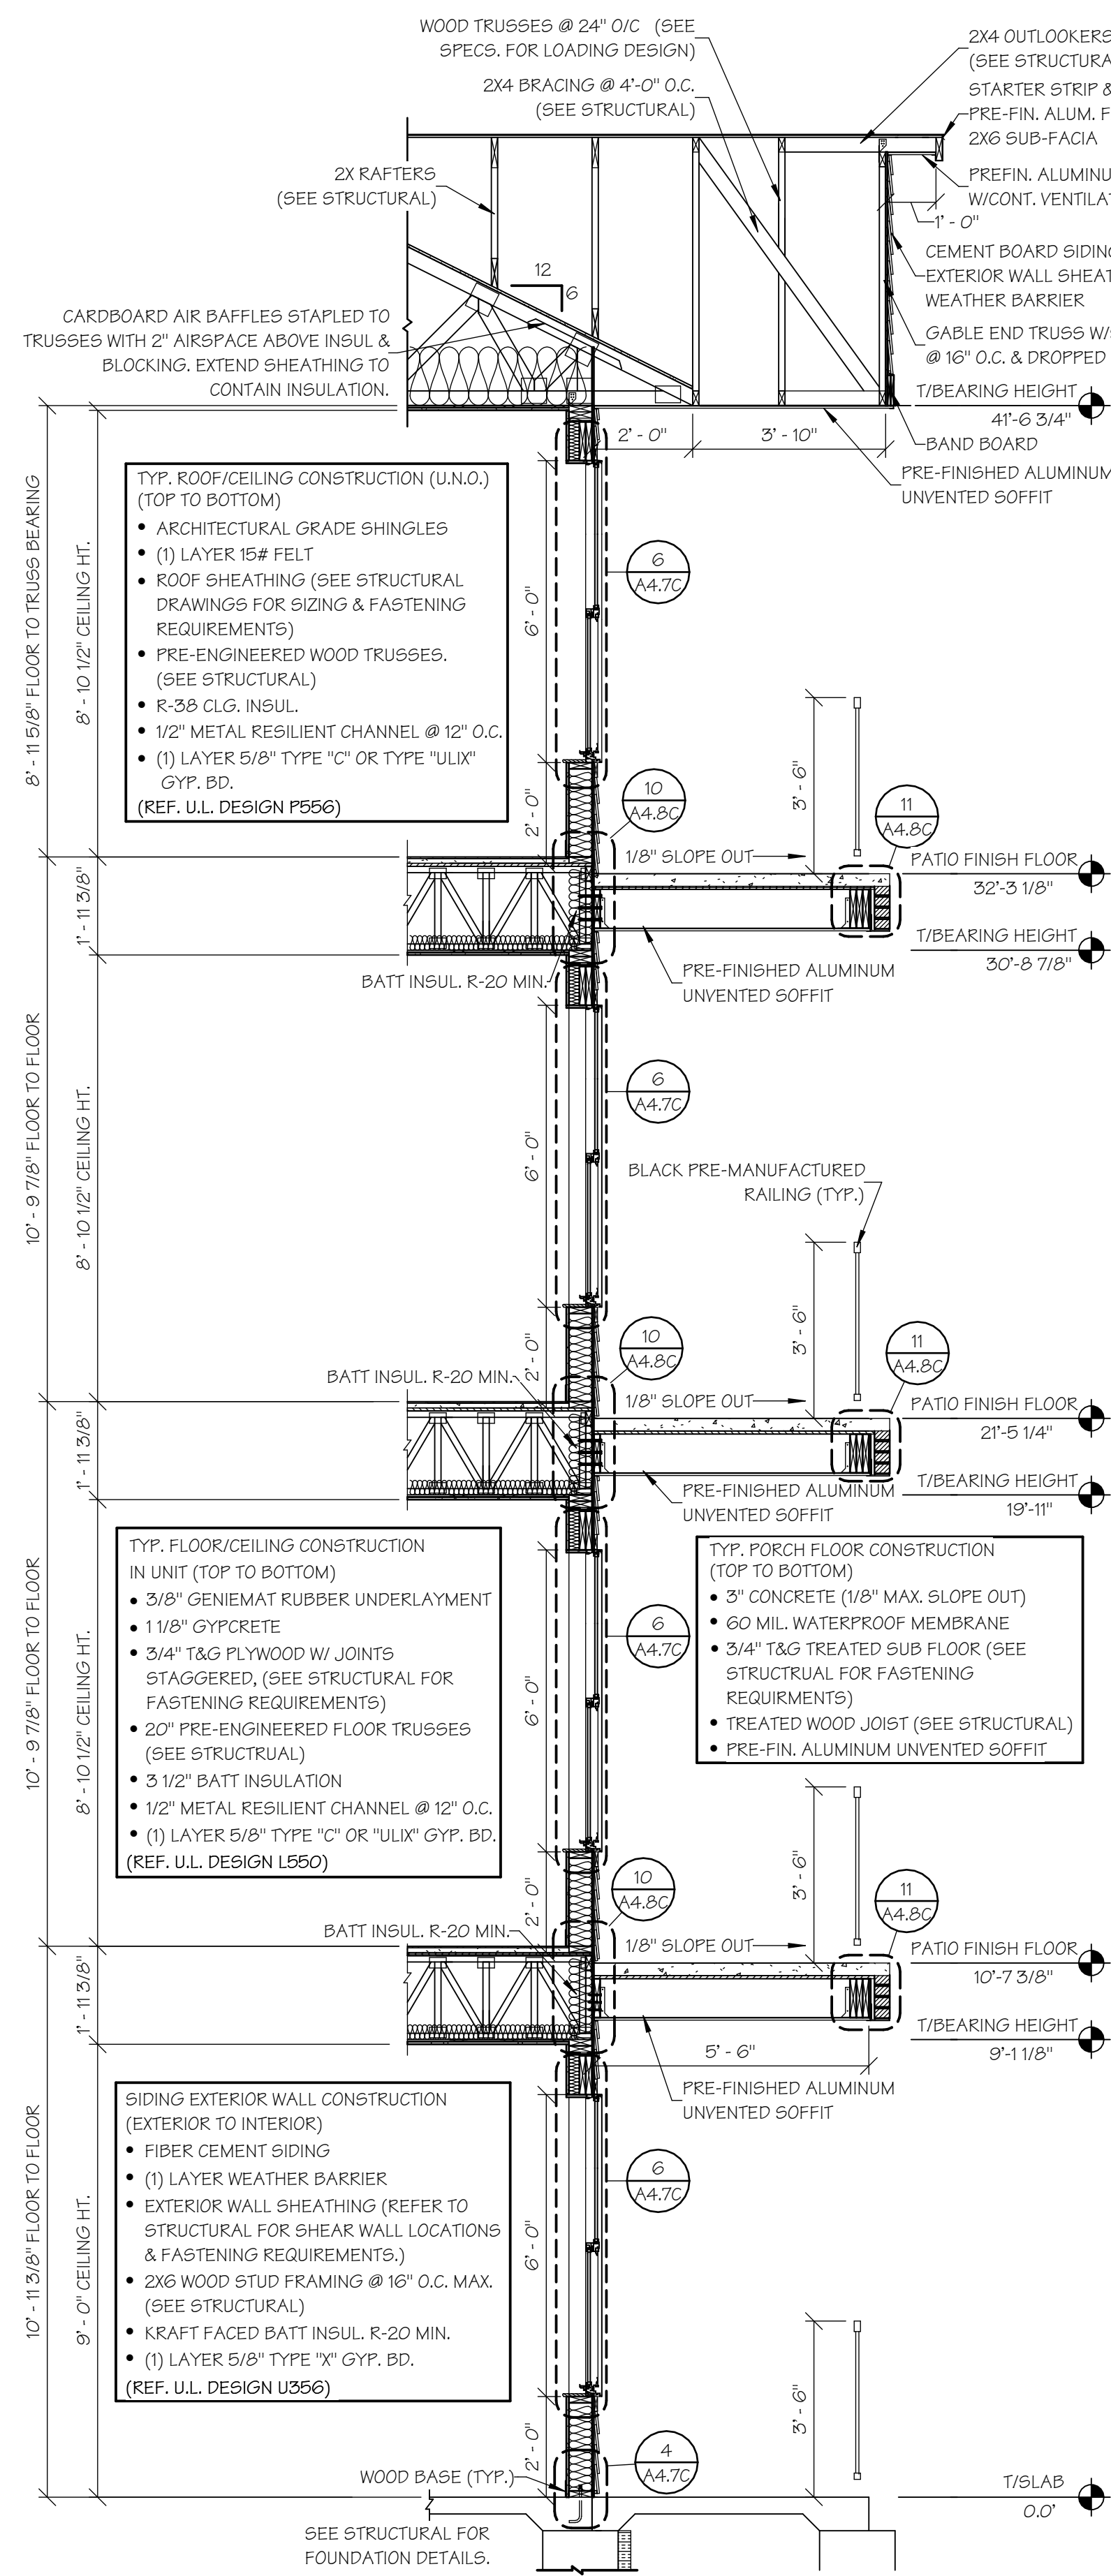 WOOD TRUSSES @ 24" O/C (SEE
SPECS. FOR LOADING DESIGN)
2X4 BRACING @ 4'-0" O.C.
(SEE STRUCTURAL)
2X4 OUTLOOKERS
(SEE STRUCTURA
STARTER STRIP &
PRE-FIN. ALUM. F
2X6 SUB-FACIA
2X RAFTERS
(SEE STRUCTURAL)
PREFIN. ALUMINU
W/CONT. VENTILA
1' - 0"
12
6
CEMENT BOARD SIDING
EXTERIOR WALL SHEAT
WEATHER BARRIER
CARDBOARD AIR BAFFLES STAPLED TO
TRUSSES WITH 2" AIRSPACE ABOVE INSUL &
BLOCKING. EXTEND SHEATHING TO
CONTAIN INSULATION.
GABLE END TRUSS W/
@ 16" O.C. & DROPPED
T/BEARING HEIGHT
41'-6 3/4"
BAND BOARD
2' - 0"
3' - 10"
PRE-FINISHED ALUMINUM
UNVENTED SOFFIT
TYP. ROOF/CEILING CONSTRUCTION (U.N.O.)
(TOP TO BOTTOM)
• ARCHITECTURAL GRADE SHINGLES
• (1) LAYER 15# FELT
• ROOF SHEATHING (SEE STRUCTURAL
DRAWINGS FOR SIZING & FASTENING
REQUIREMENTS)
• PRE-ENGINEERED WOOD TRUSSES.
(SEE STRUCTURAL)
• R-38 CLG. INSUL.
• 1/2" METAL RESILIENT CHANNEL @ 12" O.C.
• (1) LAYER 5/8" TYPE "C" OR TYPE "ULIX"
GYP. BD.
(REF. U.L. DESIGN P556)
8' - 11 5/8" FLOOR TO TRUSS BEARING
8' - 10 1/2" CEILING HT.
6' - 0"
6
A4.7C
2' - 0"
10
A4.8C
3' - 6"
11
A4.8C
1/8" SLOPE OUT
PATIO FINISH FLOOR
32'-3 1/8"
1' - 11 3/8"
T/BEARING HEIGHT
30'-8 7/8"
BATT INSUL. R-20 MIN.
PRE-FINISHED ALUMINUM
UNVENTED SOFFIT
10' - 9 7/8" FLOOR TO FLOOR
8' - 10 1/2" CEILING HT.
6' - 0"
6
A4.7C
BLACK PRE-MANUFACTURED
RAILING (TYP.)
3' - 6"
2' - 0"
10
A4.8C
11
A4.8C
BATT INSUL. R-20 MIN.
1/8" SLOPE OUT
PATIO FINISH FLOOR
21'-5 1/4"
1' - 11 3/8"
T/BEARING HEIGHT
19'-11"
PRE-FINISHED ALUMINUM
UNVENTED SOFFIT
TYP. FLOOR/CEILING CONSTRUCTION
IN UNIT (TOP TO BOTTOM)
• 3/8" GENIEMAT RUBBER UNDERLAYMENT
• 1 1/8" GYPCRETE
• 3/4" T&G PLYWOOD W/ JOINTS
STAGGERED, (SEE STRUCTURAL FOR
FASTENING REQUIREMENTS)
• 20" PRE-ENGINEERED FLOOR TRUSSES
(SEE STRUCTRUAL)
• 3 1/2" BATT INSULATION
• 1/2" METAL RESILIENT CHANNEL @ 12" O.C.
• (1) LAYER 5/8" TYPE "C" OR "ULIX" GYP. BD.
(REF. U.L. DESIGN L550)
TYP. PORCH FLOOR CONSTRUCTION
(TOP TO BOTTOM)
• 3" CONCRETE (1/8" MAX. SLOPE OUT)
• 60 MIL. WATERPROOF MEMBRANE
• 3/4" T&G TREATED SUB FLOOR (SEE
STRUCTRUAL FOR FASTENING
REQUIRMENTS)
• TREATED WOOD JOIST (SEE STRUCTURAL)
• PRE-FIN. ALUMINUM UNVENTED SOFFIT
10' - 9 7/8" FLOOR TO FLOOR
8' - 10 1/2" CEILING HT.
6' - 0"
6
A4.7C
3' - 6"
2' - 0"
10
A4.8C
11
A4.8C
BATT INSUL. R-20 MIN.
1/8" SLOPE OUT
PATIO FINISH FLOOR
10'-7 3/8"
1' - 11 3/8"
T/BEARING HEIGHT
9'-1 1/8"
5' - 6"
PRE-FINISHED ALUMINUM
UNVENTED SOFFIT
SIDING EXTERIOR WALL CONSTRUCTION
(EXTERIOR TO INTERIOR)
• FIBER CEMENT SIDING
• (1) LAYER WEATHER BARRIER
• EXTERIOR WALL SHEATHING (REFER TO
STRUCTURAL FOR SHEAR WALL LOCATIONS
& FASTENING REQUIREMENTS.)
• 2X6 WOOD STUD FRAMING @ 16" O.C. MAX.
(SEE STRUCTURAL)
• KRAFT FACED BATT INSUL. R-20 MIN.
• (1) LAYER 5/8" TYPE "X" GYP. BD.
(REF. U.L. DESIGN U356)
10' - 11 3/8" FLOOR TO FLOOR
9' - 0" CEILING HT.
6' - 0"
6
A4.7C
3' - 6"
2' - 0"
4
A4.7C
WOOD BASE (TYP.)
T/SLAB
0.0'
SEE STRUCTURAL FOR
FOUNDATION DETAILS.